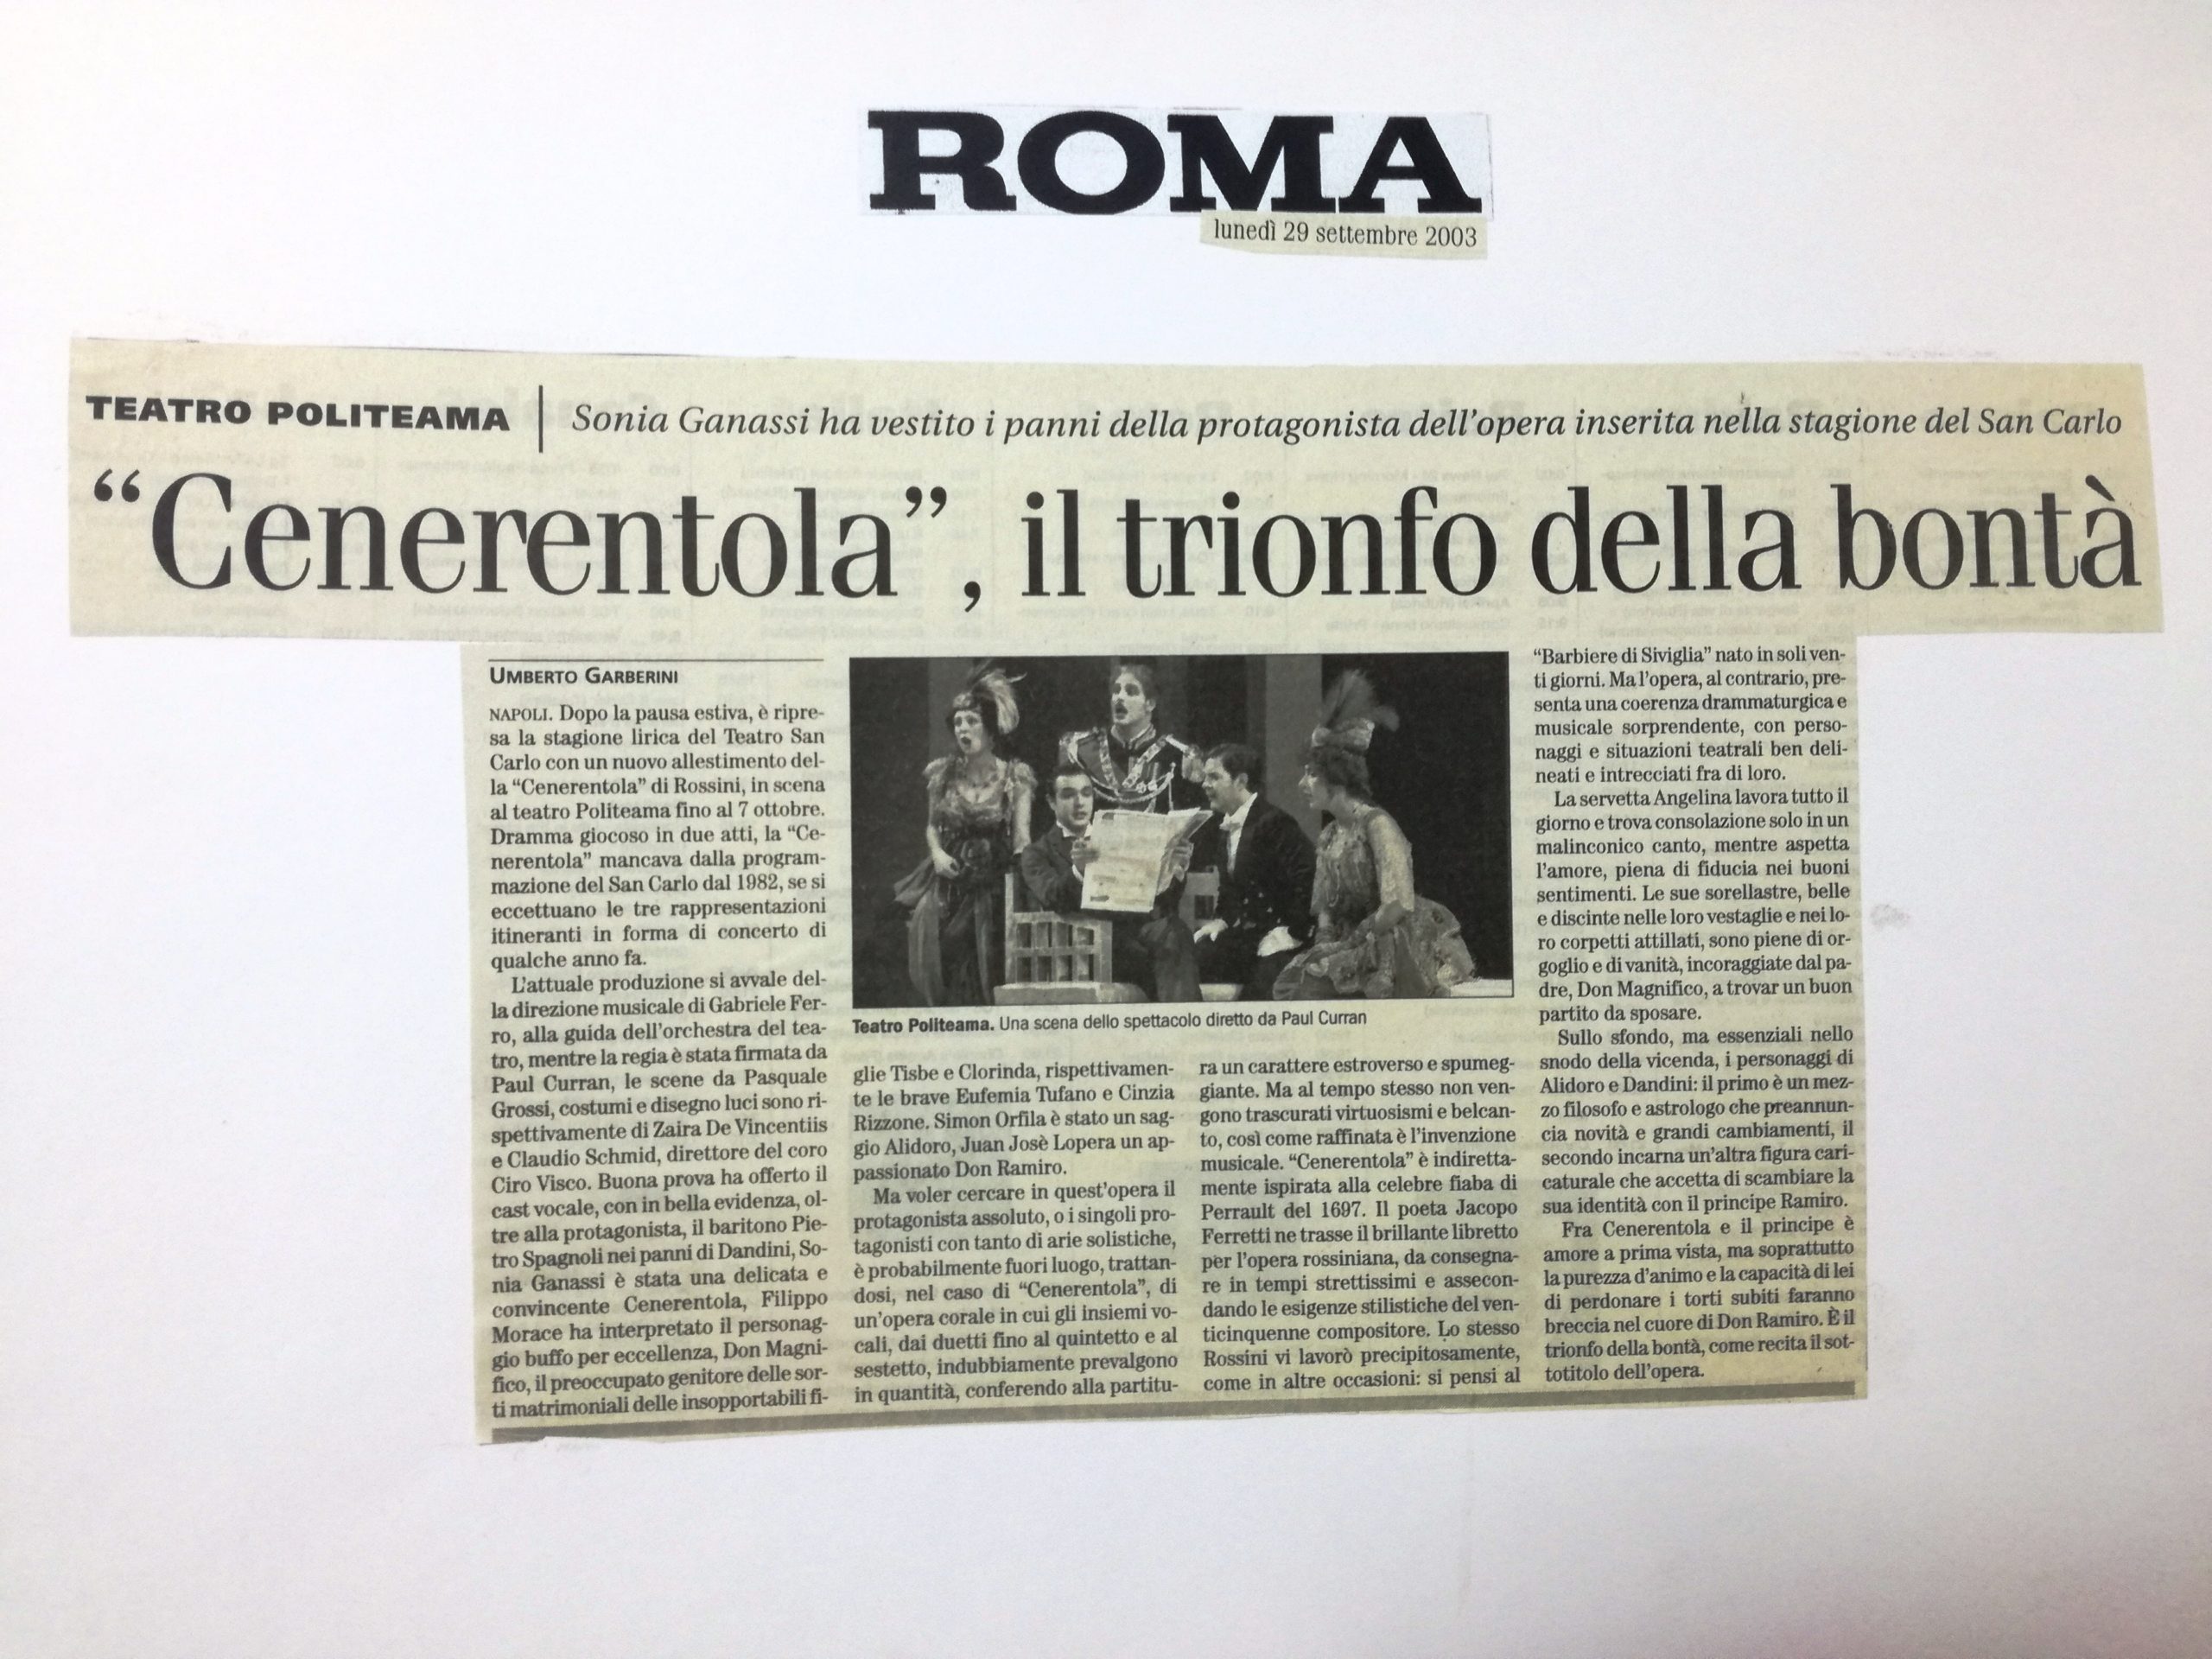 ROMA
lunedì 29 settembre 2003
TEATRO POLITEAMA
Sonia Ganassi ha vestito i panni della protagonista dell'opera inserita nella stagione del San Carlo
“Cenerentola”, il trionfo della bontà
UMBERTO GARBERINI
NAPOLI. Dopo la pausa estiva, è ripre-
sa la stagione lirica del Teatro San
Carlo con un nuovo allestimento del-
la “Cenerentola” di Rossini, in scena
al teatro Politeama fino al 7 ottobre.
Dramma giocoso in due atti, la “Ce-
nerentola” mancava dalla program-
mazione del San Carlo dal 1982, se si
eccettuano le tre rappresentazioni
itineranti in forma di concerto di
qualche anno fa.
L'attuale produzione si avvale del-
la direzione musicale di Gabriele Fer-
ro, alla guida dell'orchestra del tea-
tro, mentre la regia è stata firmata da
Paul Curran, le scene da Pasquale
Grossi, costumi e disegno luci sono ri-
spettivamente di Zaira De Vincentiis
e Claudio Schmid, direttore del coro
Ciro Visco. Buona prova ha offerto il
cast vocale, con in bella evidenza, ol-
tre alla protagonista, il baritono Pie-
tro Spagnoli nei panni di Dandini, So-
nia Ganassi è stata una delicata e
convincente Cenerentola, Filippo
Morace ha interpretato il personag-
gio buffo per eccellenza, Don Magni-
fico, il preoccupato genitore delle sor-
ti matrimoniali delle insopportabili fi-
Teatro Politeama. Una scena dello spettacolo diretto da Paul Curran
glie Tisbe e Clorinda, rispettivamen-
te le brave Eufemia Tufano e Cinzia
Rizzone. Simon Orfila è stato un sag-
gio Alidoro, Juan Josè Lopera un ap-
passionato Don Ramiro.
Ma voler cercare in quest'opera il
protagonista assoluto, o i singoli pro-
tagonisti con tanto di arie solistiche,
è probabilmente fuori luogo, trattan-
dosi, nel caso di “Cenerentola”, di
un'opera corale in cui gli insiemi vo-
cali, dai duetti fino al quintetto e al
sestetto, indubbiamente prevalgono
in quantità, conferendo alla partitu-
ra un carattere estroverso e spumeg-
giante. Ma al tempo stesso non ven-
gono trascurati virtuosismi e belcan-
to, così come raffinata è l'invenzione
musicale. “Cenerentola” è indiretta-
mente ispirata alla celebre fiaba di
Perrault del 1697. Il poeta Jacopo
Ferretti ne trasse il brillante libretto
per l'opera rossiniana, da consegna-
re in tempi strettissimi e assecon-
dando le esigenze stilistiche del ven-
ticinquenne compositore. Lo stesso
Rossini vi lavorò precipitosamente,
come in altre occasioni: si pensi al
“Barbiere di Siviglia” nato in soli ven-
ti giorni. Ma l'opera, al contrario, pre-
senta una coerenza drammaturgica e
musicale sorprendente, con perso-
naggi e situazioni teatrali ben deli-
neati e intrecciati fra di loro.
La servetta Angelina lavora tutto il
giorno e trova consolazione solo in un
malinconico canto, mentre aspetta
l'amore, piena di fiducia nei buoni
sentimenti. Le sue sorellastre, belle
e discinte nelle loro vestaglie e nei lo-
ro corpetti attillati, sono piene di or-
goglio e di vanità, incoraggiate dal pa-
dre, Don Magnifico, a trovar un buon
partito da sposare.
Sullo sfondo, ma essenziali nello
snodo della vicenda, i personaggi di
Alidoro e Dandini: il primo è un mez-
zo filosofo e astrologo che preannun-
cia novità e grandi cambiamenti, il
secondo incarna un'altra figura cari-
caturale che accetta di scambiare la
sua identità con il principe Ramiro.
Fra Cenerentola e il principe è
amore a prima vista, ma soprattutto
la purezza d'animo e la capacità di lei
di perdonare i torti subiti faranno
breccia nel cuore di Don Ramiro. È il
trionfo della bontà, come recita il sot-
totitolo dell'opera.